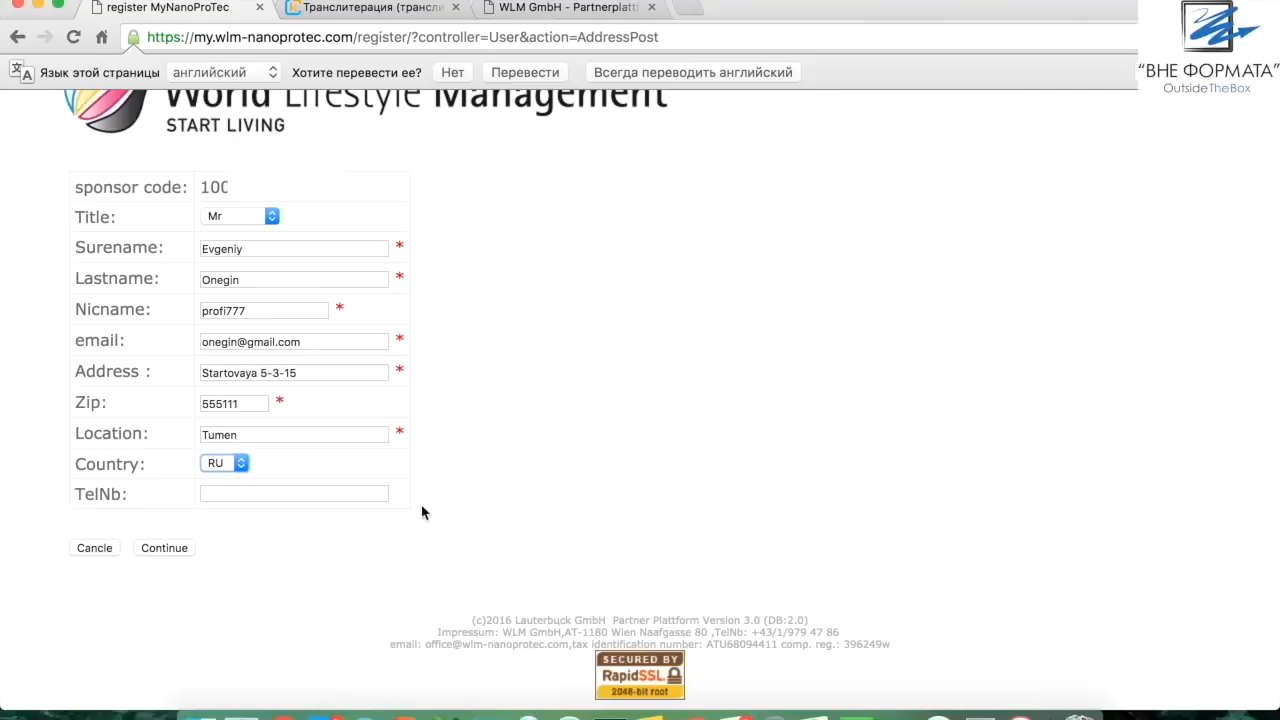 register MyNanoProTec
Транслитерация (трансли
WLM GmbH - Partnerplatt
https://my.wlm-nanoprotec.com/register/?controller=User&action=AddressPost
Язык этой страницы английский Хотите перевести ее? Нет Перевести Всегда переводить английский
"ВНЕ ФОРМАТА"
OutsideTheBox
World Lifestyle Management
START LIVING
sponsor code: 100
Title: Mr
Surename: Evgeniy *
Lastname: Onegin *
Nicname: profi777 *
email: onegin@gmail.com *
Address : Startovaya 5-3-15 *
Zip: 555111 *
Location: Tumen *
Country: RU
TelNb:
Cancle Continue
(c)2016 Lauterbuck GmbH Partner Plattform Version 3.0 (DB:2.0)
Impressum: WLM GmbH,AT-1180 Wien Naafgasse 80 ,TelNb: +43/1/979 47 86
email: office@wlm-nanoprotec.com,tax identification number: ATU68094411 comp. reg.: 396249w
SECURED BY
RapidSSL
2048-bit root